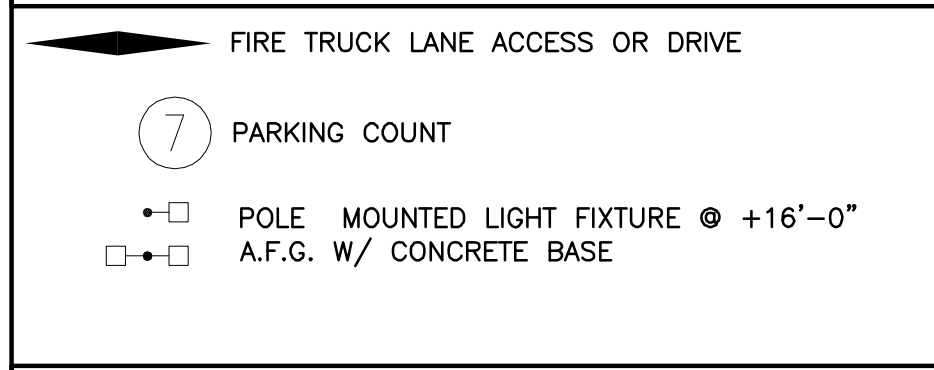 FIRE TRUCK LANE ACCESS OR DRIVE
7 PARKING COUNT
POLE MOUNTED LIGHT FIXTURE @ +16'-0"
A.F.G. W/ CONCRETE BASE